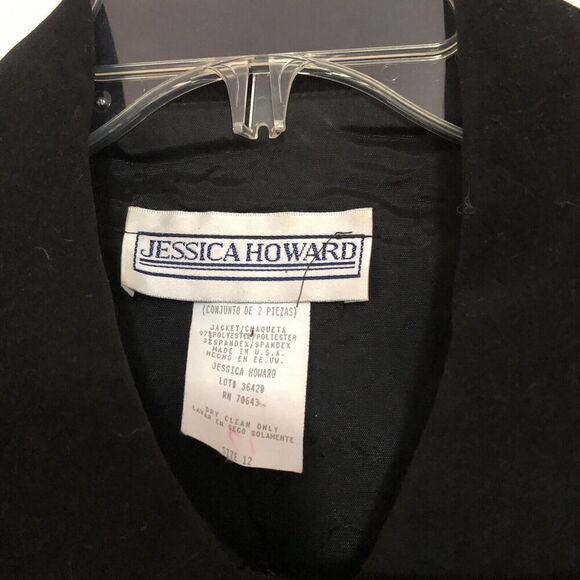 JESSICA HOWARD
(CONJUNTO DE 2 PIEZAS)
JACKET/CHAQUETA
97%POLYESTER/POLIESTER
3%SPANDEX/SPANDEX
MADE IN U.S.A.
HECHO EN EE.UU.
JESSICA HOWARD
LOT# 36420
RN 70643
DRY CLEAN ONLY
LAVAR EN SECO SOLAMENTE
SIZE 12